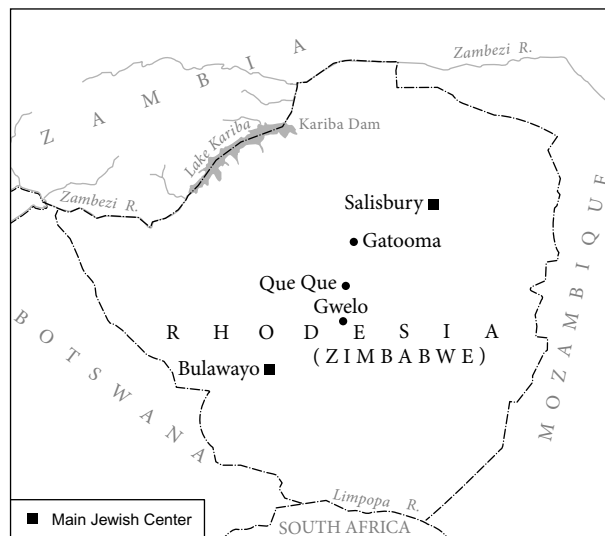 ZAMBIA
Zambezi R.
Lake Kariba
Kariba Dam
Zambezi R.
Salisbury
Gatooma
Que Que
Gwelo
RHODESIA
(ZIMBABWE)
Bulawayo
BOTSWANA
MOZAMBIQUE
Limpopa R.
SOUTH AFRICA
Main Jewish Center